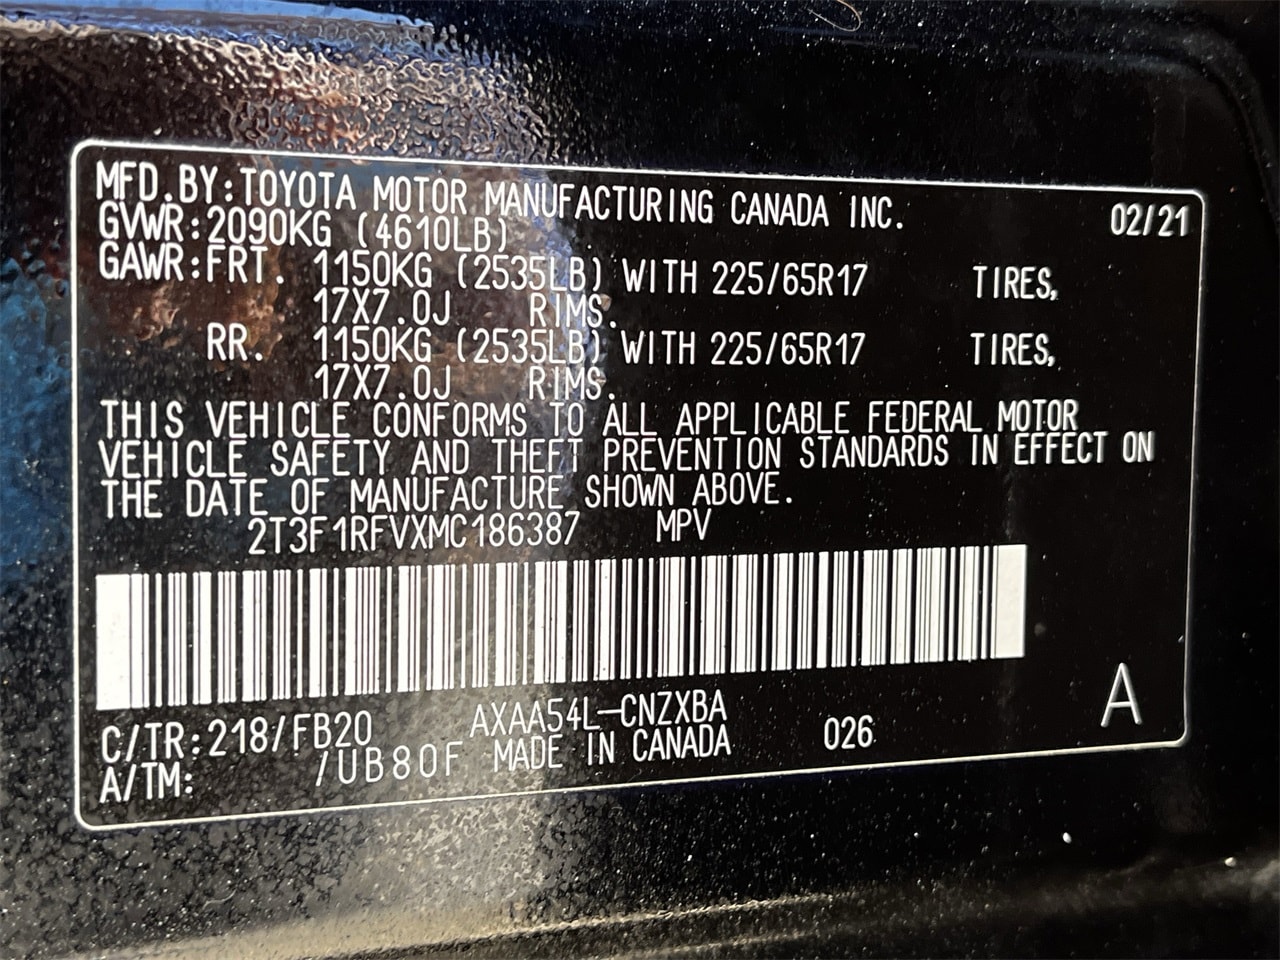 MFD.BY:TOYOTA MOTOR MANUFACTURING CANADA INC. 02/21
GVWR:2090KG (4610LB)
GAWR:FRT. 1150KG (2535LB) WITH 225/65R17 TIRES,
17X7.0J RIMS.
RR. 1150KG (2535LB) WITH 225/65R17 TIRES,
17X7.0J RIMS.
THIS VEHICLE CONFORMS TO ALL APPLICABLE FEDERAL MOTOR
VEHICLE SAFETY AND THEFT PREVENTION STANDARDS IN EFFECT ON
THE DATE OF MANUFACTURE SHOWN ABOVE.
2T3F1RFVXMC186387 MPV
A
C/TR:218/FB20 AXAA54L-CNZXBA
A/TM: /UB80F MADE IN CANADA 026